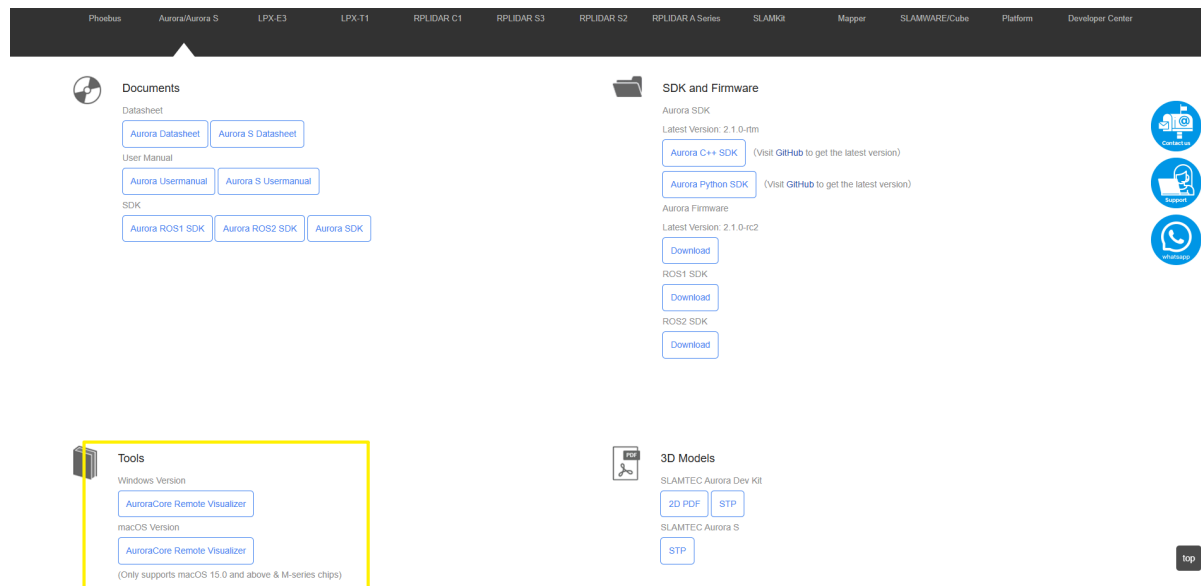 Phoebus Aurora/Aurora S LPX-E3 LPX-T1 RPLIDAR C1 RPLIDAR S3 RPLIDAR S2 RPLIDAR A Series SLAMKit Mapper SLAMWARE/Cube Platform Developer Center
Documents
Datasheet
Aurora Datasheet Aurora S Datasheet
User Manual
Aurora Usermanual Aurora S Usermanual
SDK
Aurora ROS1 SDK Aurora ROS2 SDK Aurora SDK
SDK and Firmware
Aurora SDK
Latest Version: 2.1.0-rtm
Aurora C++ SDK (Visit GitHub to get the latest version)
Aurora Python SDK (Visit GitHub to get the latest version)
Aurora Firmware
Latest Version: 2.1.0-rc2
Download
ROS1 SDK
Download
ROS2 SDK
Download
Contact us
Support
whatsapp
Tools
Windows Version
AuroraCore Remote Visualizer
macOS Version
AuroraCore Remote Visualizer
(Only supports macOS 15.0 and above & M-series chips)
PDF
3D Models
SLAMTEC Aurora Dev Kit
2D PDF STP
SLAMTEC Aurora S
STP
top